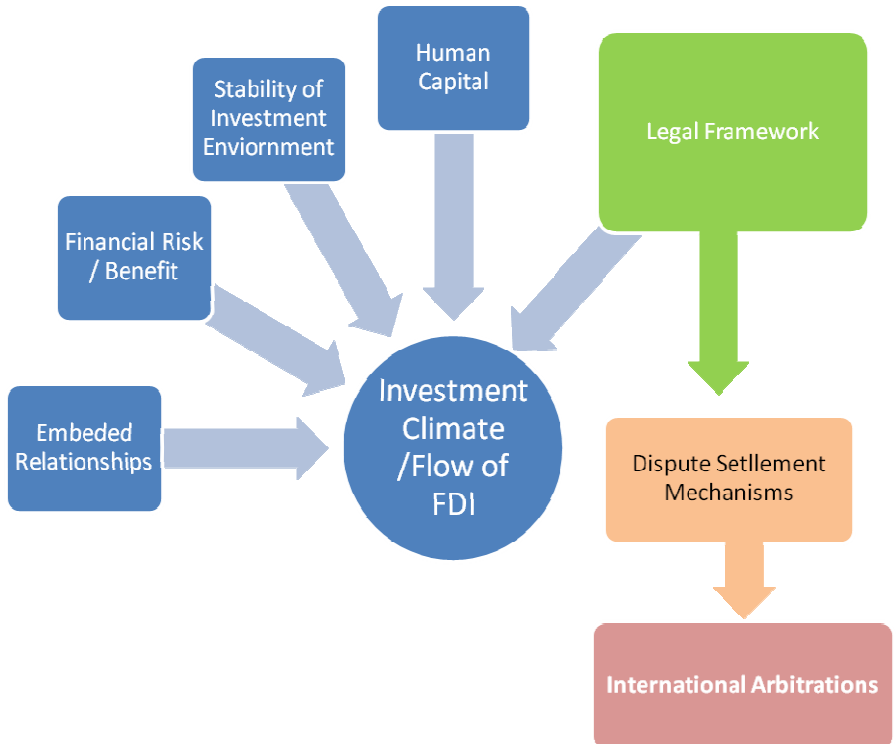 Human
Capital
Stability of
Investment
Enviornment
Legal Framework
Financial Risk
/ Benefit
Investment
Climate
/Flow of
FDI
Embeded
Relationships
Dispute Setllement
Mechanisms
International Arbitrations